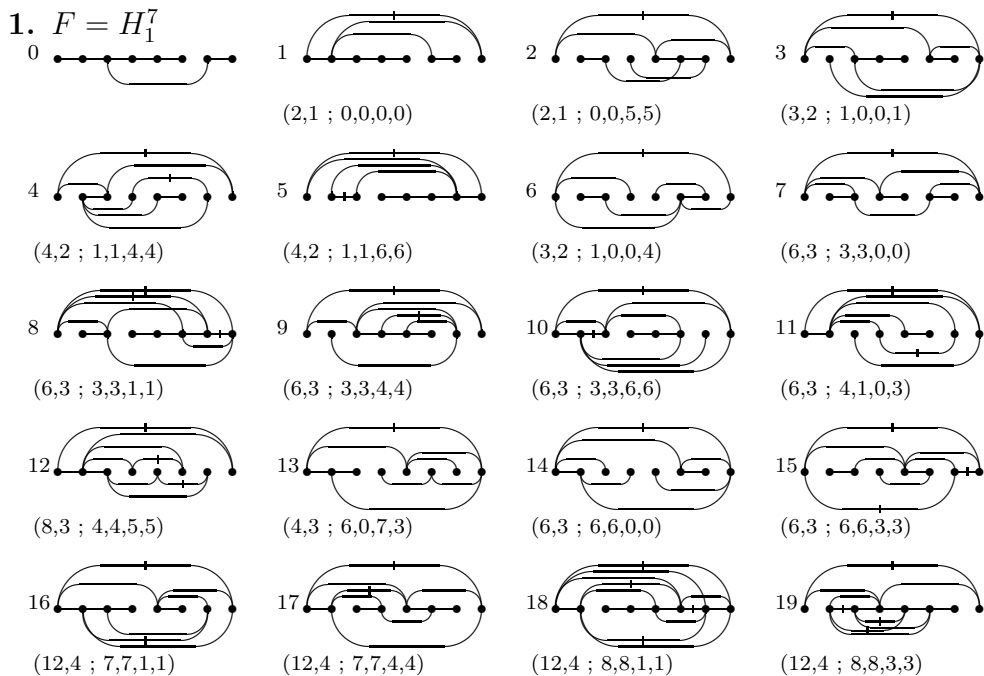 1. F = H_1^7
0 1 2 3
(2,1 ; 0,0,0,0) (2,1 ; 0,0,5,5) (3,2 ; 1,0,0,1)
4 5 6 7
(4,2 ; 1,1,4,4) (4,2 ; 1,1,6,6) (3,2 ; 1,0,0,4) (6,3 ; 3,3,0,0)
8 9 10 11
(6,3 ; 3,3,1,1) (6,3 ; 3,3,4,4) (6,3 ; 3,3,6,6) (6,3 ; 4,1,0,3)
12 13 14 15
(8,3 ; 4,4,5,5) (4,3 ; 6,0,7,3) (6,3 ; 6,6,0,0) (6,3 ; 6,6,3,3)
16 17 18 19
(12,4 ; 7,7,1,1) (12,4 ; 7,7,4,4) (12,4 ; 8,8,1,1) (12,4 ; 8,8,3,3)